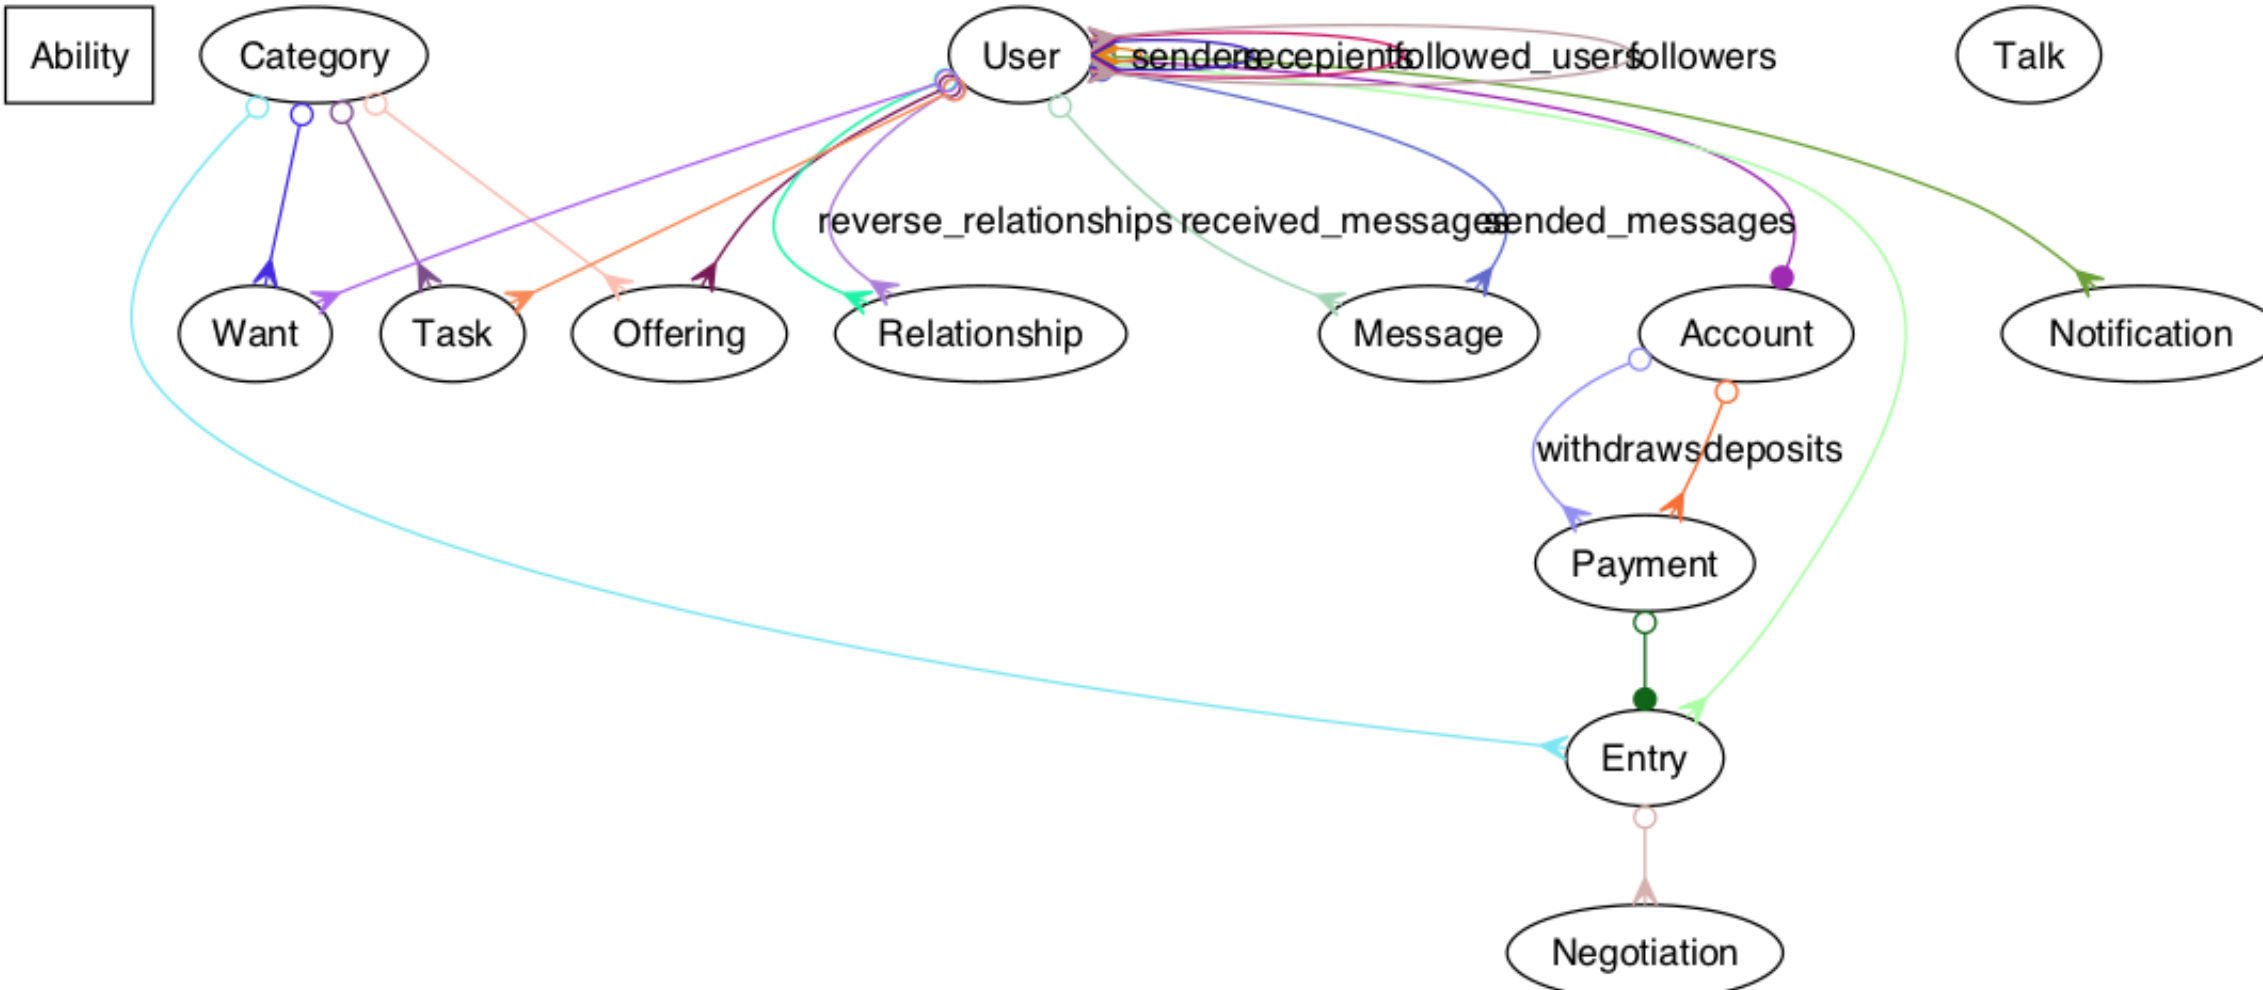 Ability
Category
User
senders
recepients
followed_users
followers
Talk
reverse_relationships
received_messages
sended_messages
Want
Task
Offering
Relationship
Message
Account
Notification
withdraws
deposits
Payment
Entry
Negotiation